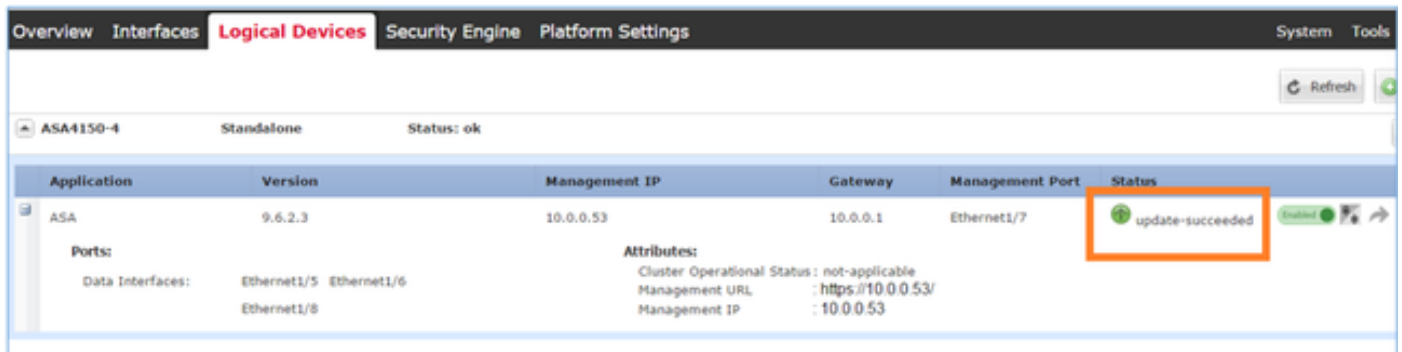 Overview Interfaces Logical Devices Security Engine Platform Settings System Tools
Refresh
ASA4150-4 Standalone Status: ok
Application Version Management IP Gateway Management Port Status
ASA 9.6.2.3 10.0.0.53 10.0.0.1 Ethernet1/7 update-succeeded Enabled
Ports: Attributes:
Data Interfaces: Ethernet1/5 Ethernet1/6 Cluster Operational Status : not-applicable
Management URL : https://10.0.0.53/
Ethernet1/8 Management IP : 10.0.0.53